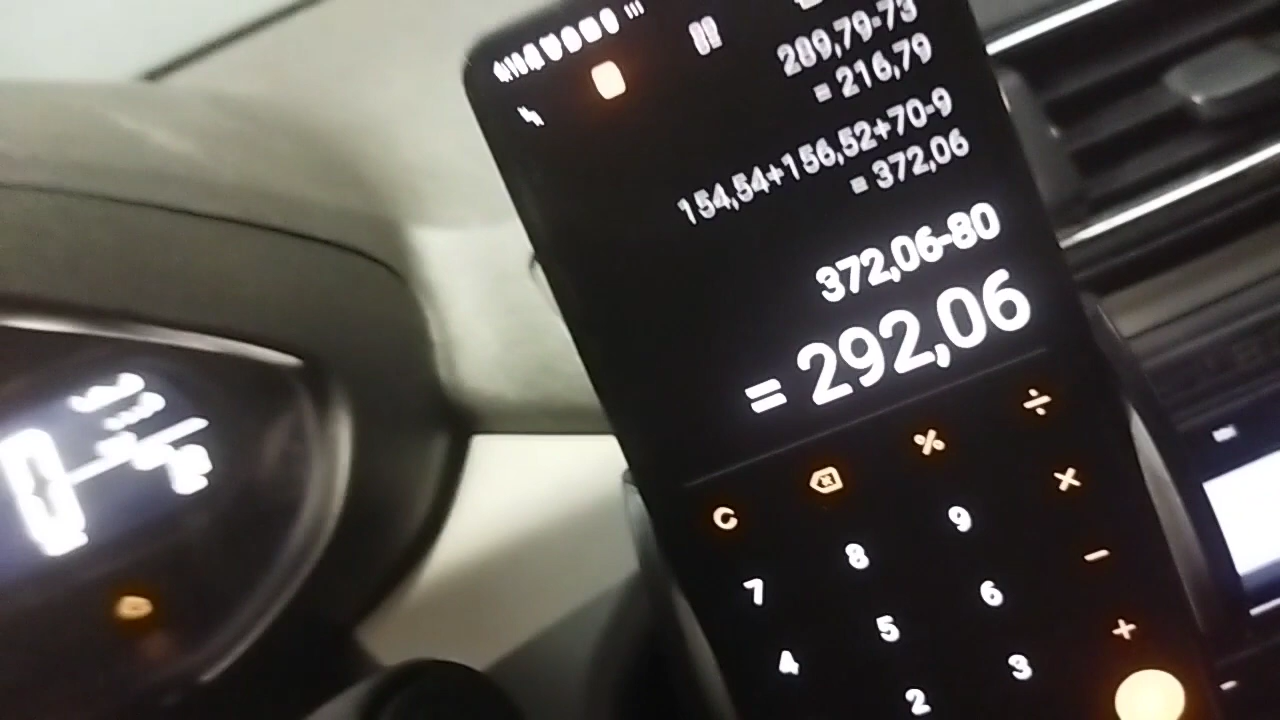 289,79-73
= 216,79
154,54+156,52+70-9
= 372,06
372,06-80
= 292,06
C % ÷
7 8 9 ×
4 5 6 −
2 3 +
0